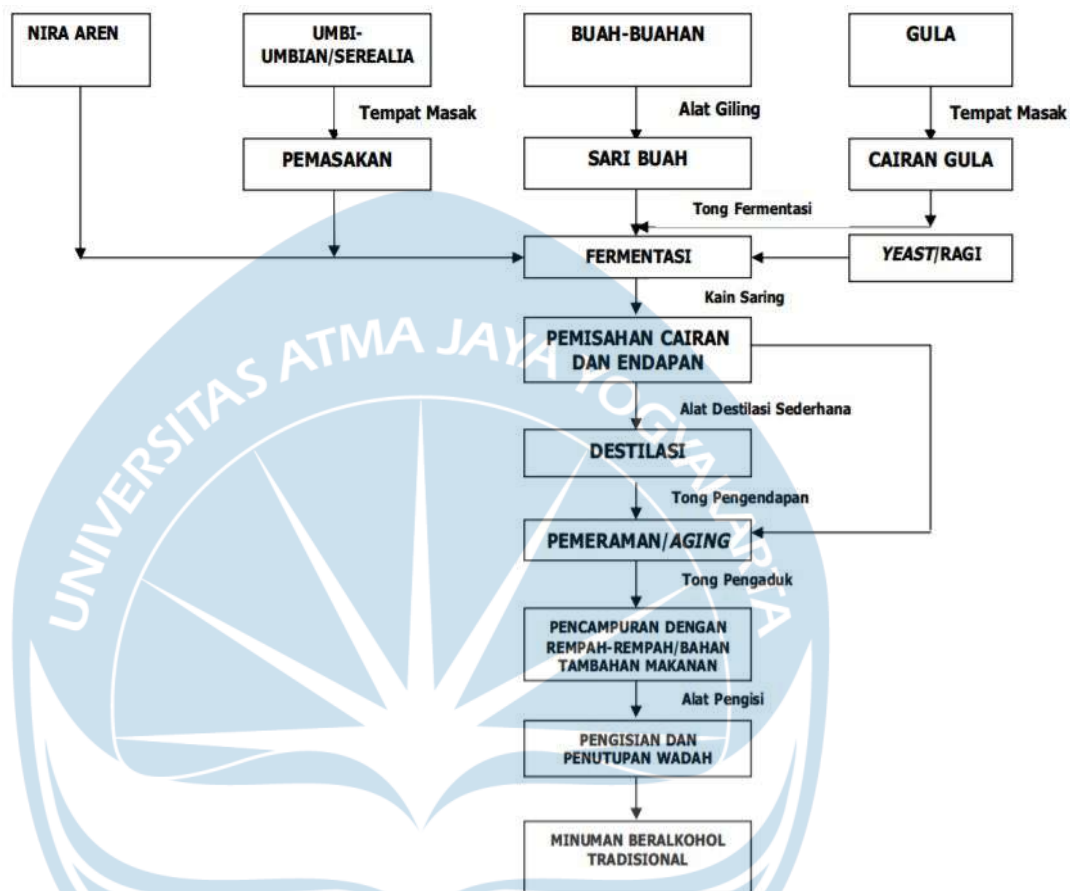 NIRA AREN
UMBI-
UMBIAN/SEREALIA
BUAH-BUAHAN
GULA
Tempat Masak
Alat Giling
Tempat Masak
PEMASAKAN
SARI BUAH
CAIRAN GULA
Tong Fermentasi
FERMENTASI
YEAST/RAGI
Kain Saring
PEMISAHAN CAIRAN
DAN ENDAPAN
Alat Destilasi Sederhana
DESTILASI
Tong Pengendapan
PEMERAMAN/AGING
Tong Pengaduk
PENCAMPURAN DENGAN
REMPAH-REMPAH/BAHAN
TAMBAHAN MAKANAN
Alat Pengisi
PENGISIAN DAN
PENUTUPAN WADAH
MINUMAN BERALKOHOL
TRADISIONAL
UNIVERSITAS ATMA JAYA YOGYAKARTA